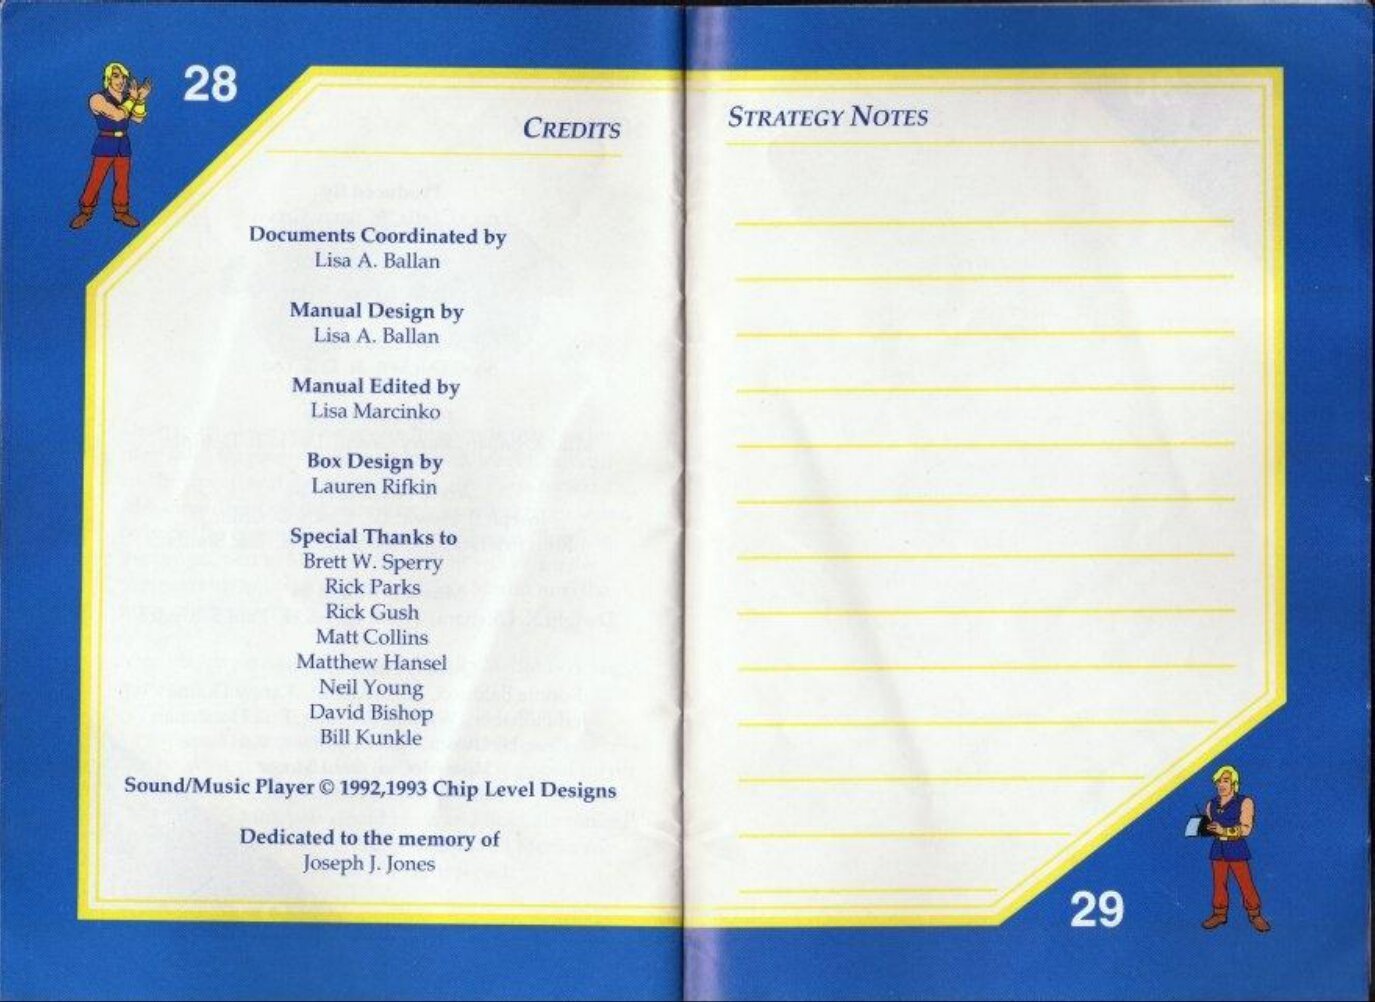 28
CREDITS
Documents Coordinated by
Lisa A. Ballan
Manual Design by
Lisa A. Ballan
Manual Edited by
Lisa Marcinko
Box Design by
Lauren Rifkin
Special Thanks to
Brett W. Sperry
Rick Parks
Rick Gush
Matt Collins
Matthew Hansel
Neil Young
David Bishop
Bill Kunkle
Sound/Music Player © 1992,1993 Chip Level Designs
Dedicated to the memory of
Joseph J. Jones
STRATEGY NOTES
29